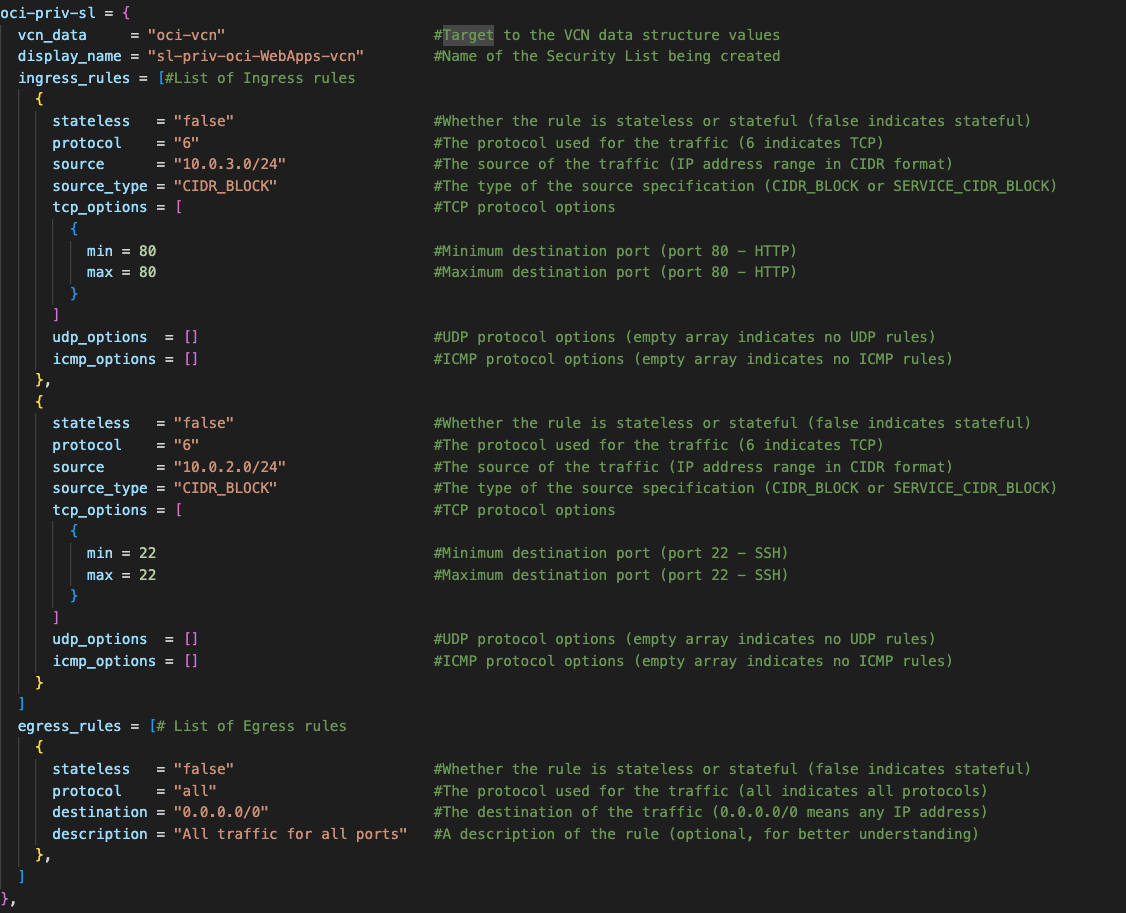 oci-priv-sl = {
  vcn_data     = "oci-vcn"                        #Target to the VCN data structure values
  display_name = "sl-priv-oci-WebApps-vcn"        #Name of the Security List being created
  ingress_rules = [#List of Ingress rules
    {
      stateless   = "false"                       #Whether the rule is stateless or stateful (false indicates stateful)
      protocol    = "6"                           #The protocol used for the traffic (6 indicates TCP)
      source      = "10.0.3.0/24"                 #The source of the traffic (IP address range in CIDR format)
      source_type = "CIDR_BLOCK"                  #The type of the source specification (CIDR_BLOCK or SERVICE_CIDR_BLOCK)
      tcp_options = [                             #TCP protocol options
        {
          min = 80                                #Minimum destination port (port 80 - HTTP)
          max = 80                                #Maximum destination port (port 80 - HTTP)
        }
      ]
      udp_options  = []                           #UDP protocol options (empty array indicates no UDP rules)
      icmp_options = []                           #ICMP protocol options (empty array indicates no ICMP rules)
    },
    {
      stateless   = "false"                       #Whether the rule is stateless or stateful (false indicates stateful)
      protocol    = "6"                           #The protocol used for the traffic (6 indicates TCP)
      source      = "10.0.2.0/24"                 #The source of the traffic (IP address range in CIDR format)
      source_type = "CIDR_BLOCK"                  #The type of the source specification (CIDR_BLOCK or SERVICE_CIDR_BLOCK)
      tcp_options = [                             #TCP protocol options
        {
          min = 22                                #Minimum destination port (port 22 - SSH)
          max = 22                                #Maximum destination port (port 22 - SSH)
        }
      ]
      udp_options  = []                           #UDP protocol options (empty array indicates no UDP rules)
      icmp_options = []                           #ICMP protocol options (empty array indicates no ICMP rules)
    }
  ]
  egress_rules = [# List of Egress rules
    {
      stateless   = "false"                       #Whether the rule is stateless or stateful (false indicates stateful)
      protocol    = "all"                         #The protocol used for the traffic (all indicates all protocols)
      destination = "0.0.0.0/0"                   #The destination of the traffic (0.0.0.0/0 means any IP address)
      description = "All traffic for all ports"   #A description of the rule (optional, for better understanding)
    },
  ]
},